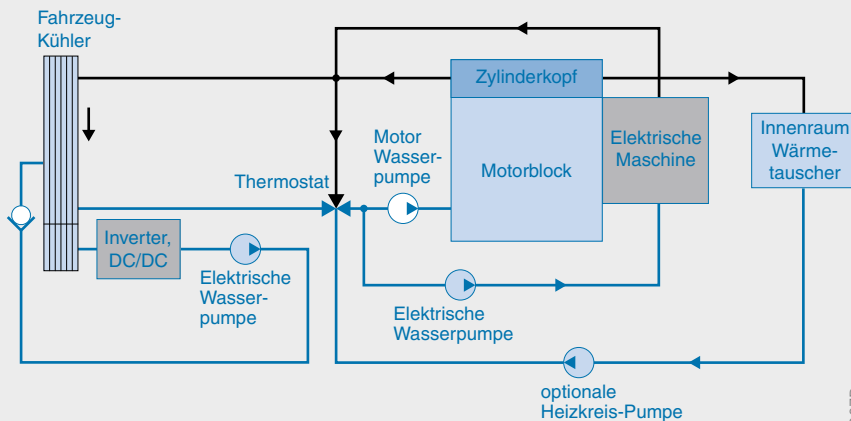 Fahrzeug-
Kühler
Zylinderkopf
Motor
Wasser-
pumpe
Elektrische
Maschine
Innenraum
Wärme-
tauscher
Motorblock
Thermostat
Inverter,
DC/DC
Elektrische
Wasser-
pumpe
Elektrische
Wasserpumpe
optionale
Heizkreis-Pumpe